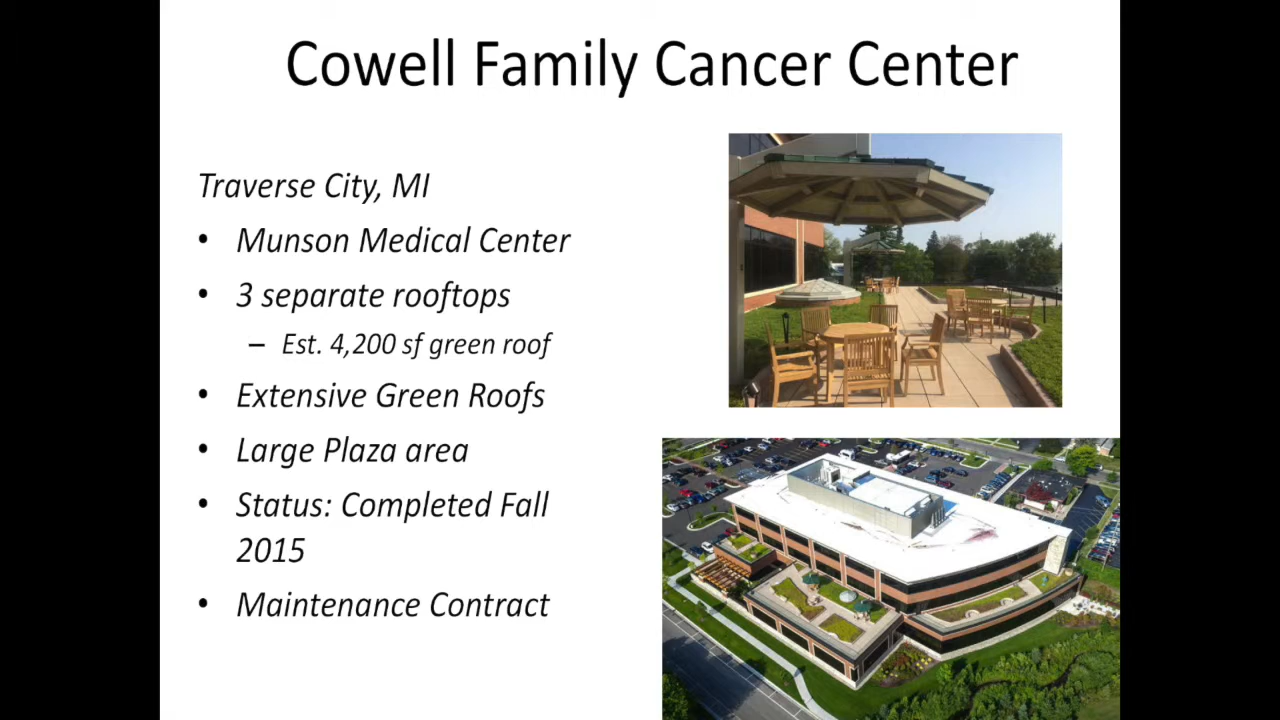 Cowell Family Cancer Center
Traverse City, MI
• Munson Medical Center
• 3 separate rooftops
– Est. 4,200 sf green roof
• Extensive Green Roofs
• Large Plaza area
• Status: Completed Fall
2015
• Maintenance Contract